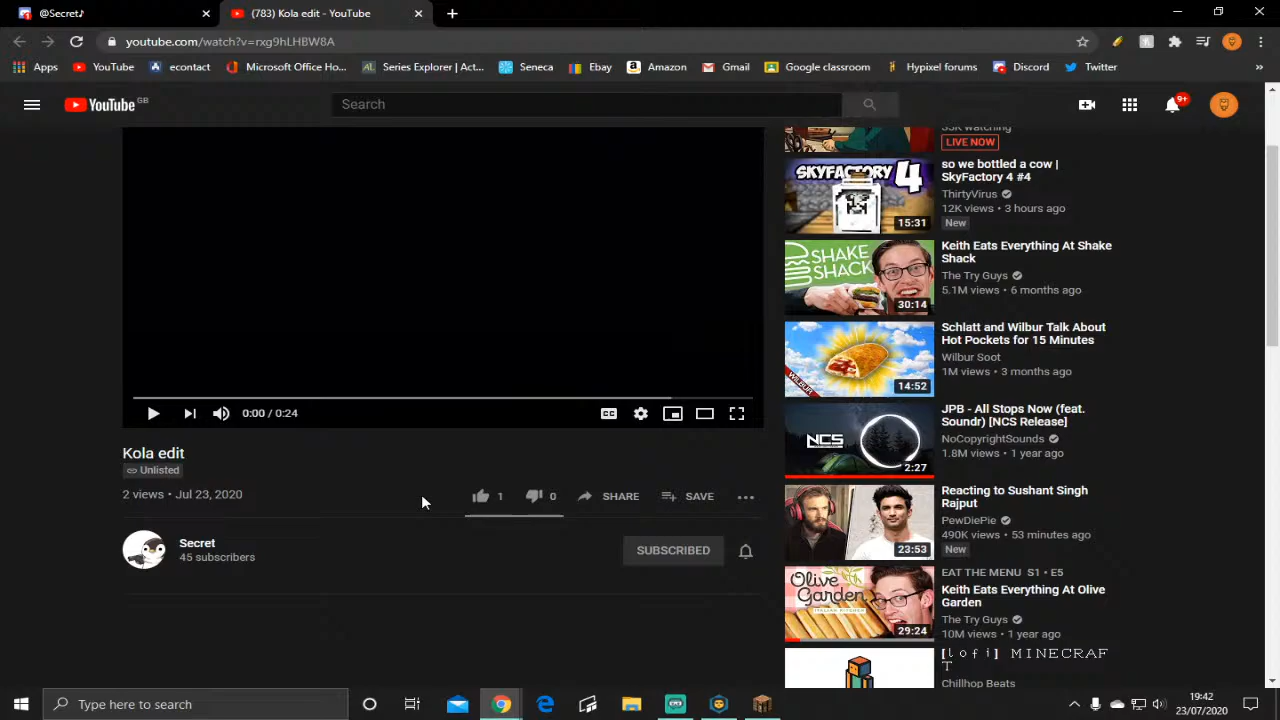 @Secret♪
(783) Kola edit - YouTube
youtube.com/watch?v=rxg9hLHBW8A
Apps
YouTube
econtact
Microsoft Office Ho...
Series Explorer | Act...
Seneca
Ebay
Amazon
Gmail
Google classroom
Hypixel forums
Discord
Twitter
»
YouTube GB
Search
9+
LIVE NOW
SKYFACTORY 4
15:31
so we bottled a cow |
SkyFactory 4 #4
ThirtyVirus
12K views • 3 hours ago
New
SHAKE
SHACK
30:14
Keith Eats Everything At Shake
Shack
The Try Guys
5.1M views • 6 months ago
WILBUR
14:52
Schlatt and Wilbur Talk About
Hot Pockets for 15 Minutes
Wilbur Soot
1M views • 3 months ago
NCS
2:27
JPB - All Stops Now (feat.
Soundr) [NCS Release]
NoCopyrightSounds
1.8M views • 1 year ago
23:53
Reacting to Sushant Singh
Rajput
PewDiePie
490K views • 53 minutes ago
New
Olive
Garden
ITALIAN KITCHEN
29:24
EAT THE MENU S1 • E5
Keith Eats Everything At Olive
Garden
The Try Guys
10M views • 1 year ago
[ l o f i ] M I N E C R A F
T
Chillhop Beats
0:00 / 0:24
Kola edit
Unlisted
2 views • Jul 23, 2020
1
0
SHARE
SAVE
Secret
45 subscribers
SUBSCRIBED
Type here to search
19:42
23/07/2020